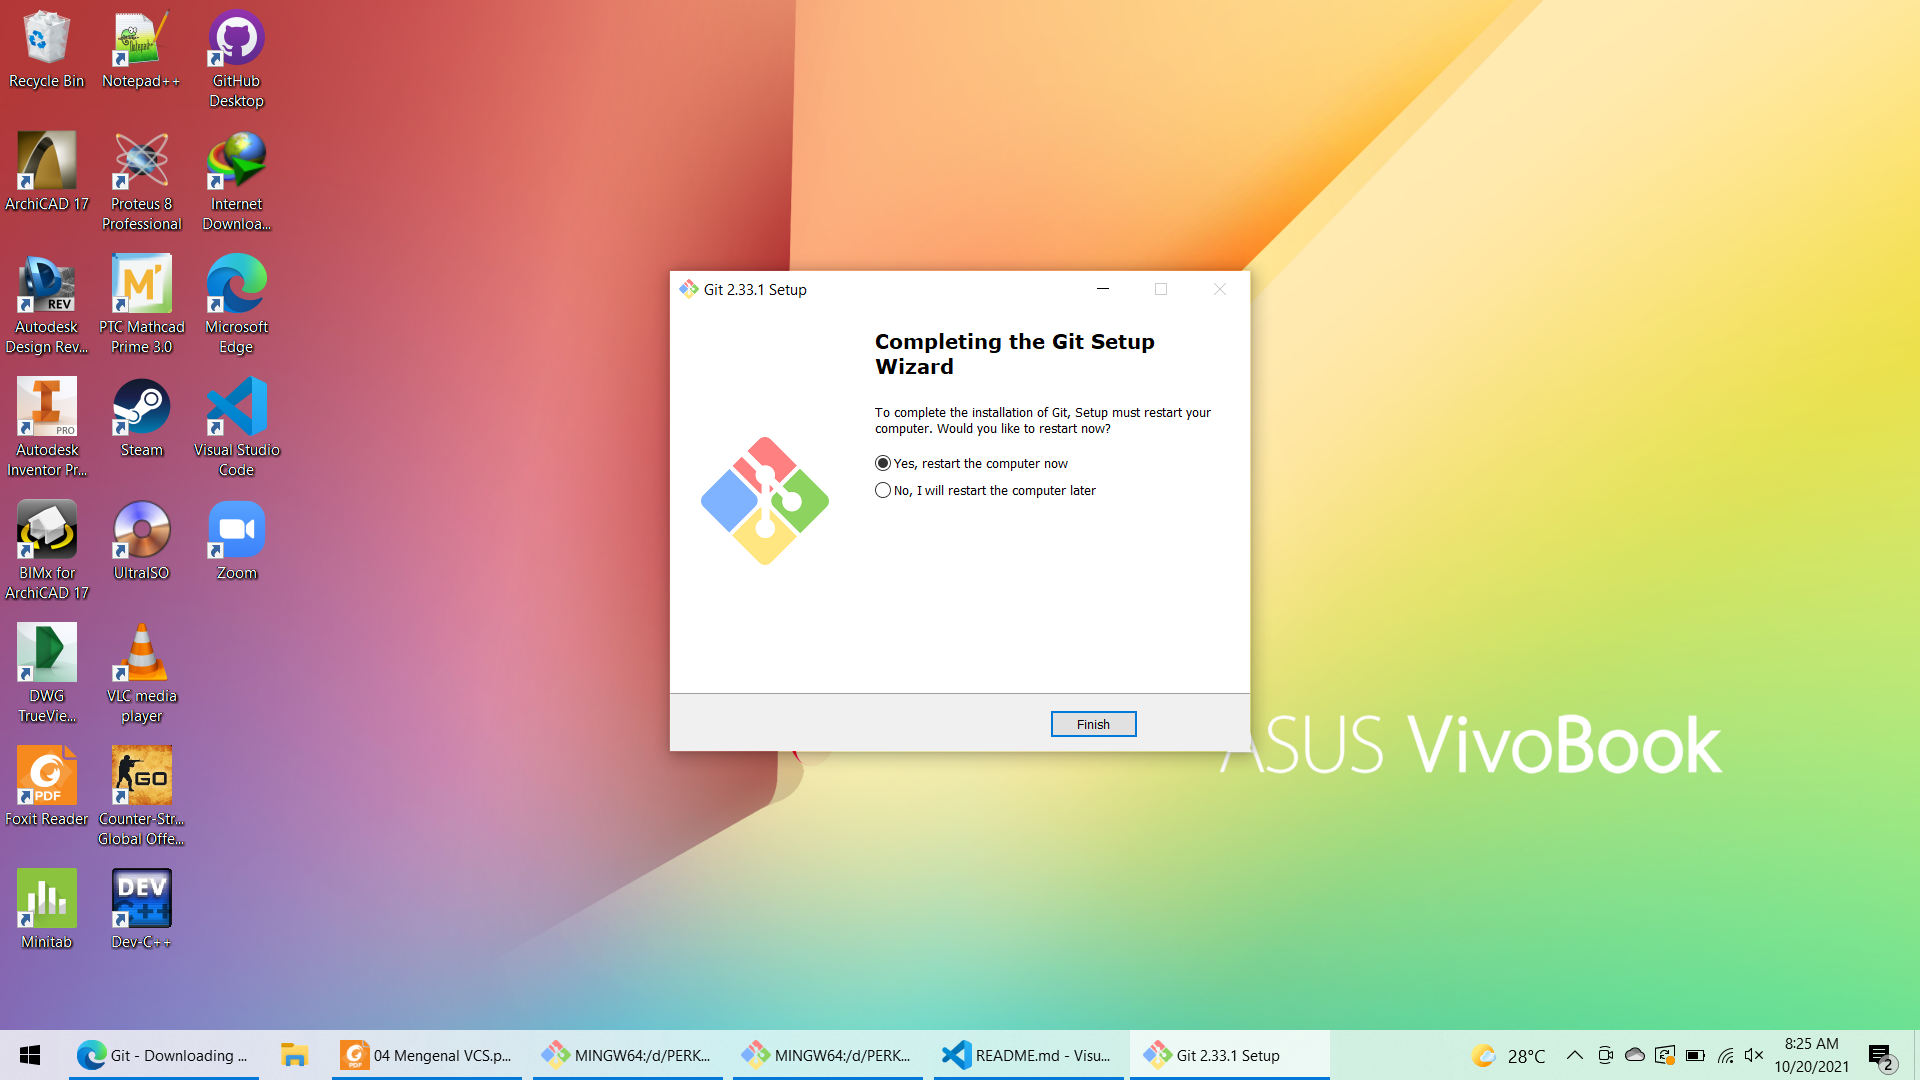 Recycle Bin
Notepad++
GitHub
Desktop
ArchiCAD 17
Proteus 8
Professional
Internet
Downloa...
REV
Autodesk
Design Rev...
M'
PTC Mathcad
Prime 3.0
Microsoft
Edge
I
PRO
Autodesk
Inventor Pr...
Steam
Visual Studio
Code
BIMx for
ArchiCAD 17
UltraISO
Zoom
DWG
TrueVie...
VLC media
player
PDF
Foxit Reader
GO
Counter-Str...
Global Offe...
Minitab
DEV
C++
Dev-C++
Git 2.33.1 Setup
Completing the Git Setup
Wizard
To complete the installation of Git, Setup must restart your
computer. Would you like to restart now?
Yes, restart the computer now
No, I will restart the computer later
Finish
ASUS VivoBook
Git - Downloading ...
04 Mengenal VCS.p...
MINGW64:/d/PERK...
MINGW64:/d/PERK...
README.md - Visu...
Git 2.33.1 Setup
28°C
8:25 AM
10/20/2021
2